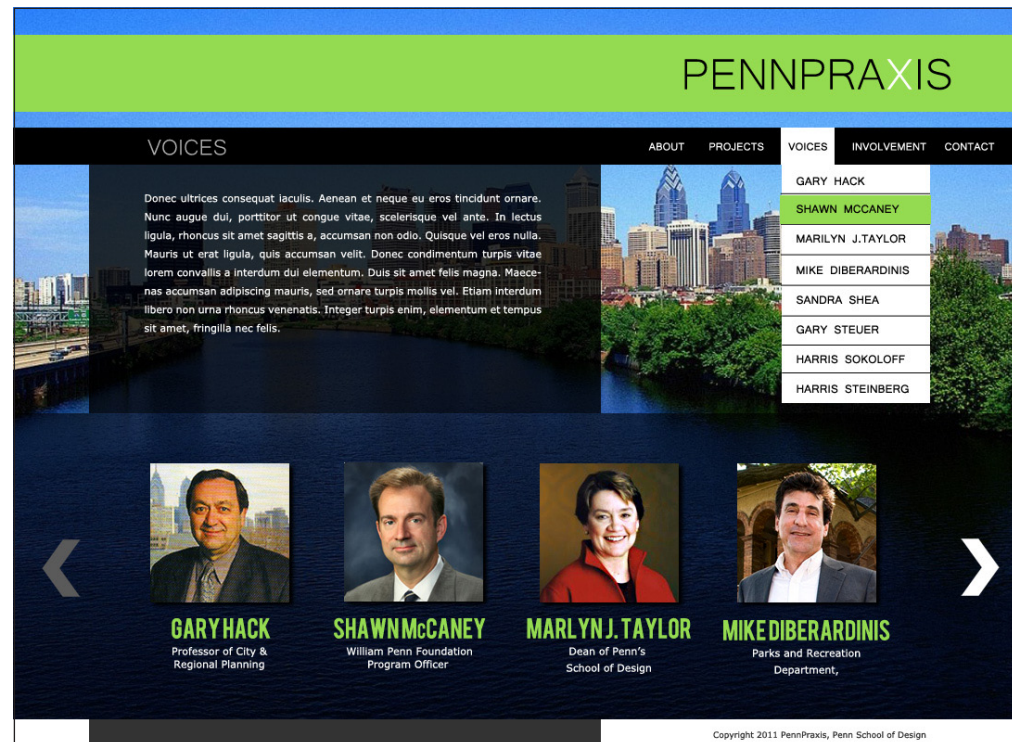 PENNPRAXIS
VOICES
ABOUT PROJECTS VOICES INVOLVEMENT CONTACT
GARY HACK
SHAWN MCCANEY
MARILYN J.TAYLOR
MIKE DIBERARDINIS
SANDRA SHEA
GARY STEUER
HARRIS SOKOLOFF
HARRIS STEINBERG
Donec ultrices consequat iaculis. Aenean et neque eu eros tincidunt ornare.
Nunc augue dui, porttitor ut congue vitae, scelerisque vel ante. In lectus
ligula, rhoncus sit amet sagittis a, accumsan non odio. Quisque vel eros nulla.
Mauris ut erat ligula, quis accumsan velit. Donec condimentum turpis vitae
lorem convallis a interdum dui elementum. Duis sit amet felis magna. Maece-
nas accumsan adipiscing mauris, sed ornare turpis mollis vel. Etiam interdum
libero non urna rhoncus venenatis. Integer turpis enim, elementum et tempus
sit amet, fringilla nec felis.
GARY HACK
Professor of City &
Regional Planning
SHAWN McCANEY
William Penn Foundation
Program Officer
MARLYN J. TAYLOR
Dean of Penn's
School of Design
MIKE DIBERARDINIS
Parks and Recreation
Department,
Copyright 2011 PennPraxis, Penn School of Design